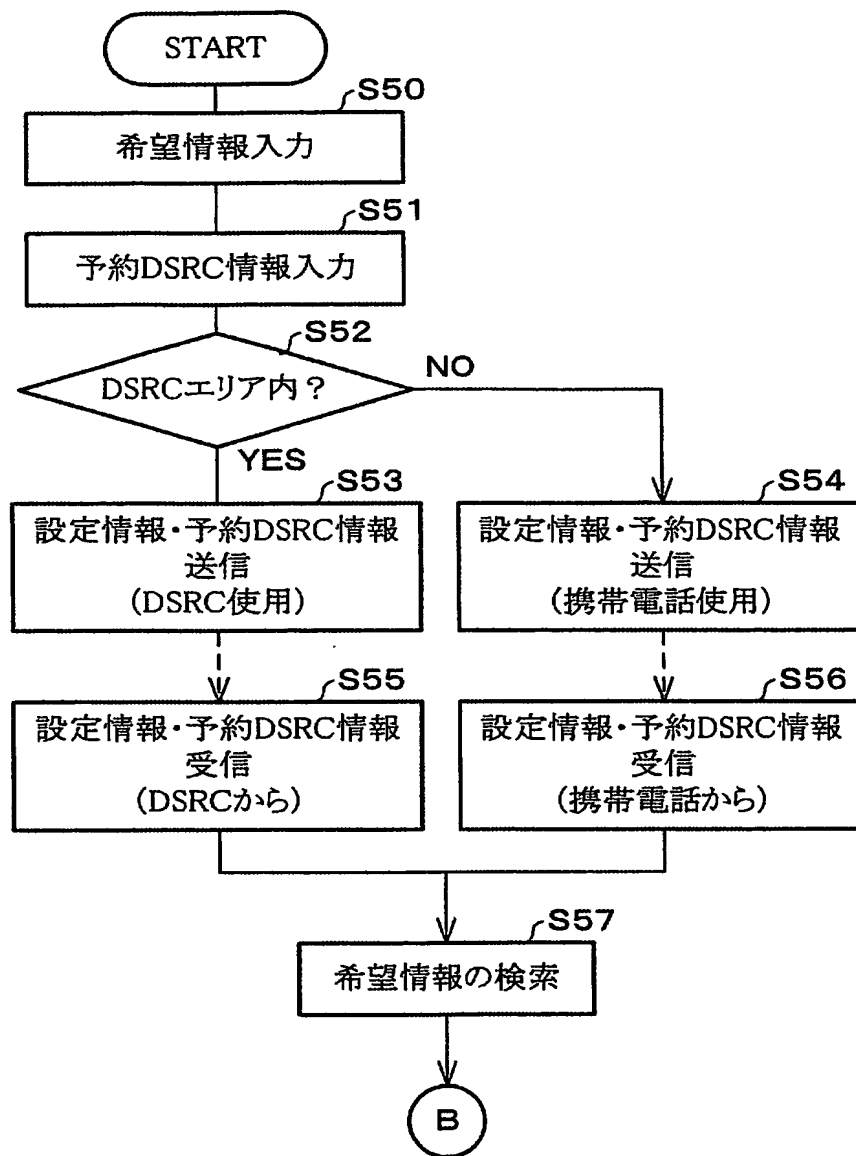 START
S50
希望情報入力
S51
予約DSRC情報入力
S52
DSRCエリア内?
NO
YES
S53
設定情報・予約DSRC情報
送信
(DSRC使用)
S54
設定情報・予約DSRC情報
送信
(携帯電話使用)
S55
設定情報・予約DSRC情報
受信
(DSRCから)
S56
設定情報・予約DSRC情報
受信
(携帯電話から)
S57
希望情報の検索
B